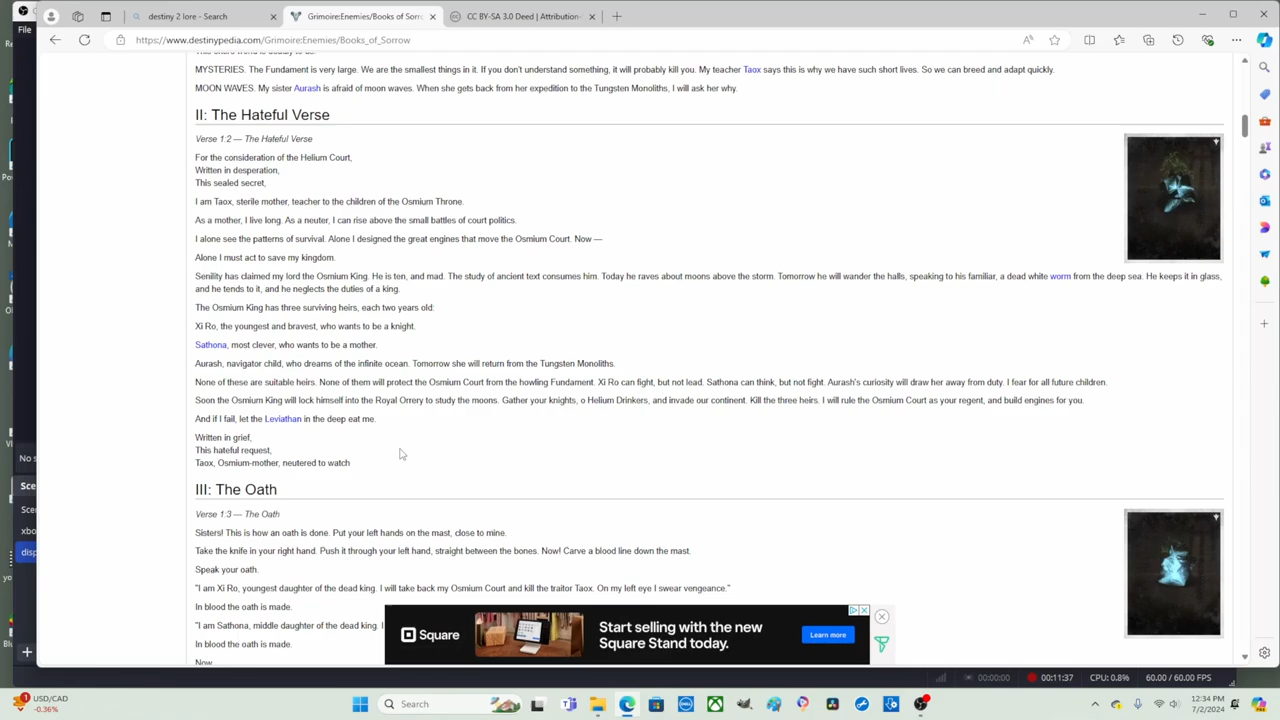 File
destiny 2 lore - Search
Grimoire:Enemies/Books of Sorr
CC BY-SA 3.0 Deed | Attribution-
https://www.destinypedia.com/Grimoire:Enemies/Books_of_Sorrow
MYSTERIES. The Fundament is very large. We are the smallest things in it. If you don't understand something, it will probably kill you. My teacher Taox says this is why we have such short lives. So we can breed and adapt quickly.
MOON WAVES. My sister Aurash is afraid of moon waves. When she gets back from her expedition to the Tungsten Monoliths, I will ask her why.
II: The Hateful Verse
Verse 1:2 — The Hateful Verse
For the consideration of the Helium Court,
Written in desperation,
This sealed secret,
I am Taox, sterile mother, teacher to the children of the Osmium Throne.
As a mother, I live long. As a neuter, I can rise above the small battles of court politics.
I alone see the patterns of survival. Alone I designed the great engines that move the Osmium Court. Now —
Alone I must act to save my kingdom.
Senility has claimed my lord the Osmium King. He is ten, and mad. The study of ancient text consumes him. Today he raves about moons above the storm. Tomorrow he will wander the halls, speaking to his familiar, a dead white worm from the deep sea. He keeps it in glass,
and he tends to it, and he neglects the duties of a king.
The Osmium King has three surviving heirs, each two years old:
Xi Ro, the youngest and bravest, who wants to be a knight.
Sathona, most clever, who wants to be a mother.
Aurash, navigator child, who dreams of the infinite ocean. Tomorrow she will return from the Tungsten Monoliths.
None of these are suitable heirs. None of them will protect the Osmium Court from the howling Fundament. Xi Ro can fight, but not lead. Sathona can think, but not fight. Aurash's curiosity will draw her away from duty. I fear for all future children.
Soon the Osmium King will lock himself into the Royal Orrery to study the moons. Gather your knights, o Helium Drinkers, and invade our continent. Kill the three heirs. I will rule the Osmium Court as your regent, and build engines for you.
And if I fail, let the Leviathan in the deep eat me.
Written in grief,
This hateful request,
Taox, Osmium-mother, neutered to watch
No s
III: The Oath
Sce
Verse 1:3 — The Oath
Scen
xbo
Sisters! This is how an oath is done. Put your left hands on the mast, close to mine.
disp
Take the knife in your right hand. Push it through your left hand, straight between the bones. Now! Carve a blood line down the mast.
Speak your oath.
"I am Xi Ro, youngest daughter of the dead king. I will take back my Osmium Court and kill the traitor Taox. On my left eye I swear vengeance."
In blood the oath is made.
"I am Sathona, middle daughter of the dead king. I
In blood the oath is made.
Now
Square
Start selling with the new
Square Stand today.
Learn more
00:00:00
00:11:37
CPU: 0.8%
60.00 / 60.00 FPS
USD/CAD
-0.36%
Search
12:34 PM
7/2/2024